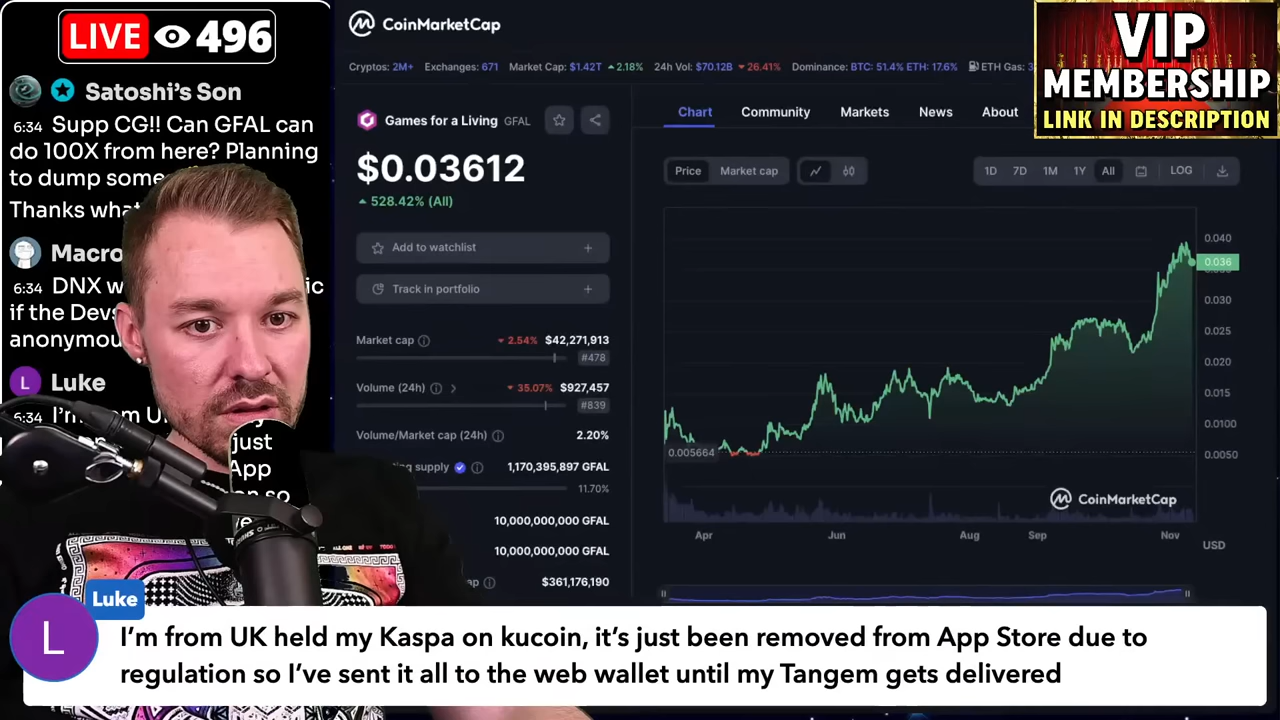 LIVE 496
Satoshi's Son
6:34 Supp CG!! Can GFAL can
do 100X from here? Planning
to dump some
Thanks
Macro
6:34 DNX
if the Devs
Luke
6:34 I'm from
just
App
so
CoinMarketCap
Cryptos: 2M+ Exchanges: 671 Market Cap: $1.42T 2.18% 24h Vol: $70.12B 26.41% Dominance: BTC: 51.4% ETH: 17.6% ETH Gas:
VIP
MEMBERSHIP
LINK IN DESCRIPTION
Games for a Living GFAL
$0.03612
528.42% (All)
Add to watchlist +
Track in portfolio +
Market cap 2.54% $42,271,913
#478
Volume (24h) 35.07% $927,457
#839
Volume/Market cap (24h) 2.20%
supply 1,170,395,897 GFAL
11.70%
10,000,000,000 GFAL
10,000,000,000 GFAL
$361,176,190
Chart Community Markets News About
Price Market cap 1D 7D 1M 1Y All LOG
0.040
0.036
0.030
0.025
0.020
0.015
0.0100
0.0050
0.005664
CoinMarketCap
Apr Jun Aug Sep Nov
USD
Luke
L
I'm from UK held my Kaspa on kucoin, it's just been removed from App Store due to
regulation so I've sent it all to the web wallet until my Tangem gets delivered